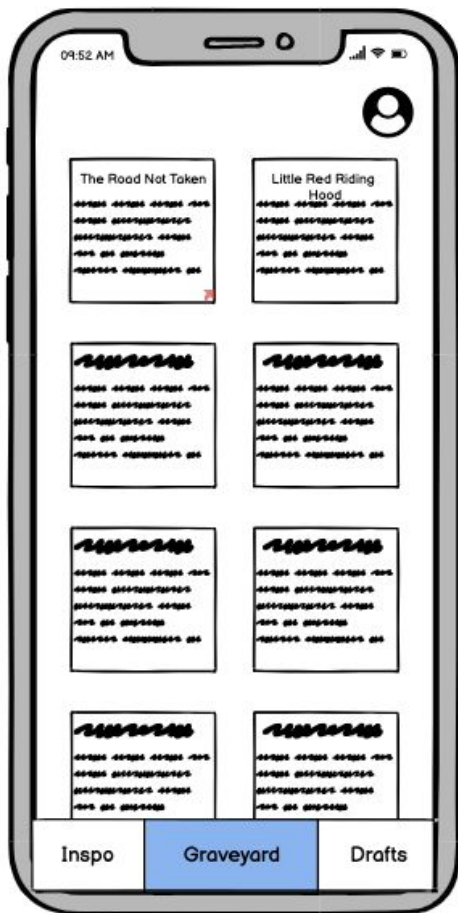 09:52 AM
The Road Not Taken
Little Red Riding
Hood
Inspo
Graveyard
Drafts